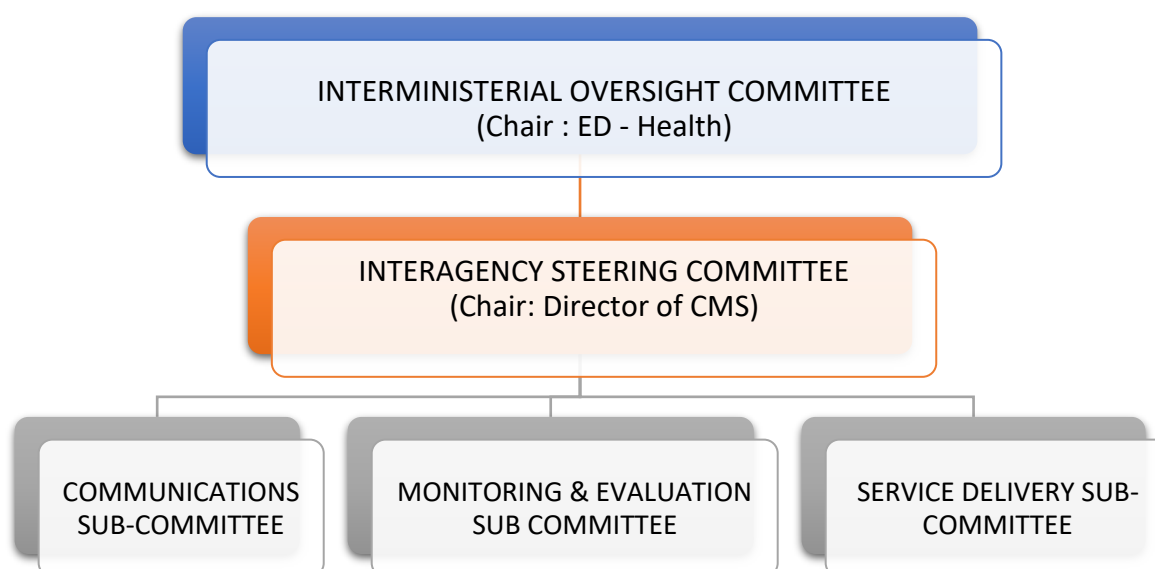 INTERMINISTERIAL OVERSIGHT COMMITTEE
(Chair : ED - Health)
INTERAGENCY STEERING COMMITTEE
(Chair: Director of CMS)
COMMUNICATIONS
SUB-COMMITTEE
MONITORING & EVALUATION
SUB COMMITTEE
SERVICE DELIVERY SUB-
COMMITTEE